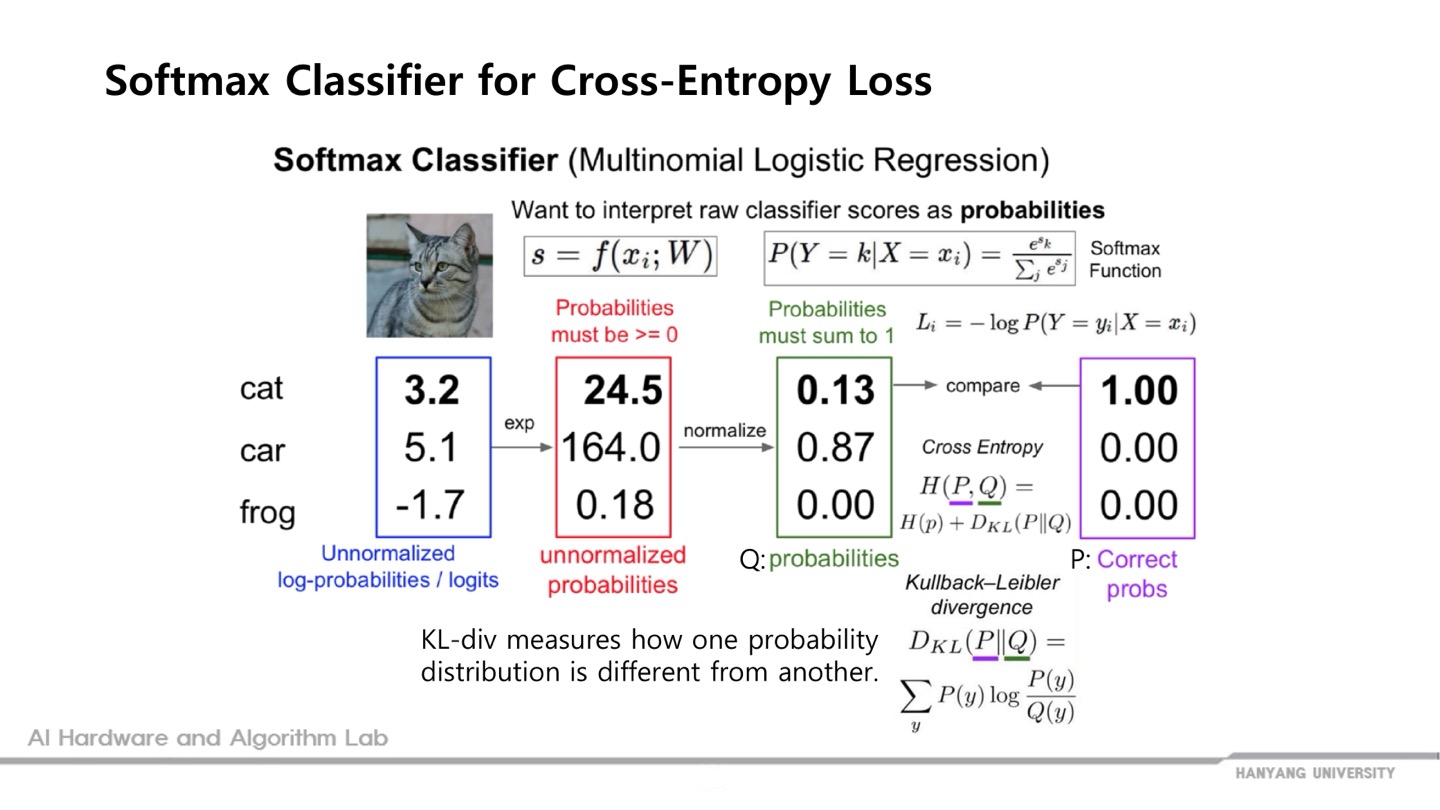 Softmax Classifier for Cross-Entropy Loss
Softmax Classifier (Multinomial Logistic Regression)
Want to interpret raw classifier scores as probabilities
s = f(x_i; W)
P(Y = k|X = x_i) = e^{s_k} / ∑_j e^{s_j}
Softmax
Function
Probabilities
must be >= 0
Probabilities
must sum to 1
L_i = − log P(Y = y_i|X = x_i)
cat
car
frog
3.2
5.1
-1.7
exp
24.5
164.0
0.18
normalize
0.13
0.87
0.00
compare
1.00
0.00
0.00
Cross Entropy
H(P, Q) =
H(p) + D_{KL}(P||Q)
Unnormalized
log-probabilities / logits
unnormalized
probabilities
Q: probabilities
P: Correct
probs
Kullback–Leibler
divergence
D_{KL}(P||Q) =
∑_y P(y) log P(y) / Q(y)
KL-div measures how one probability
distribution is different from another.
AI Hardware and Algorithm Lab
HANYANG UNIVERSITY